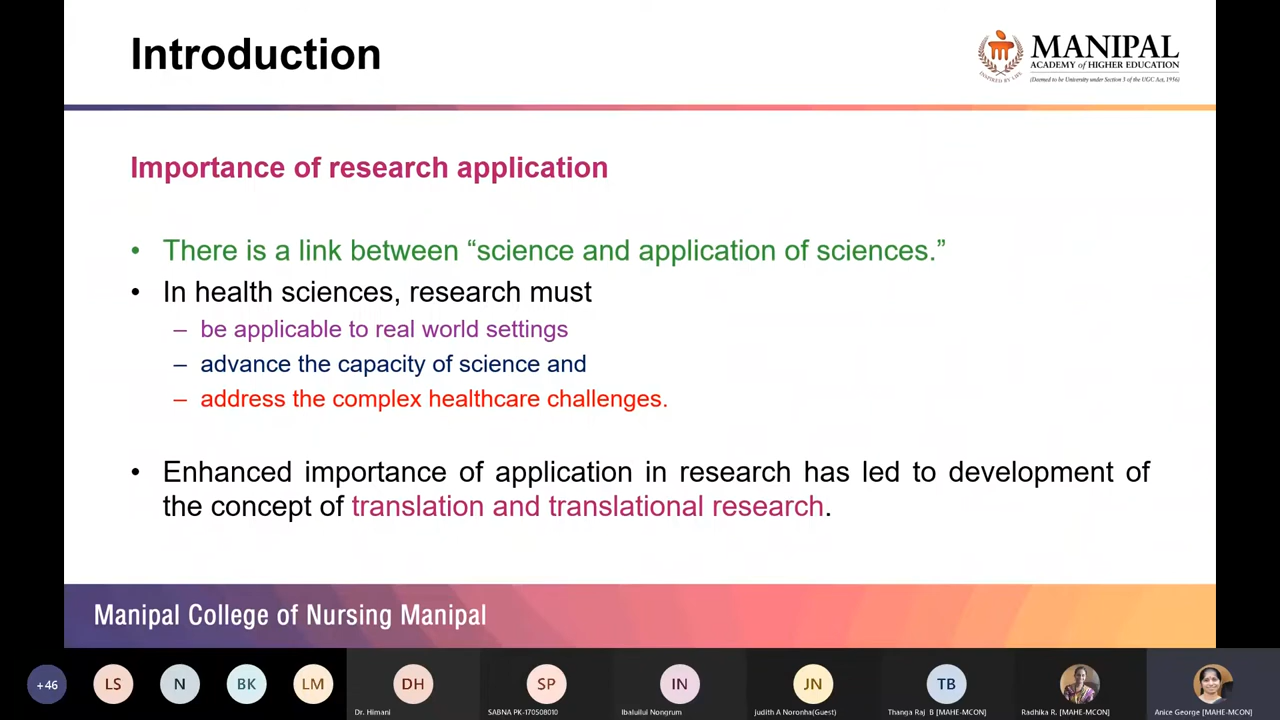 Introduction
MANIPAL
ACADEMY of HIGHER EDUCATION
(Deemed to be University under Section 3 of the UGC Act, 1956)
INSPIRED BY LIFE
Importance of research application
• There is a link between “science and application of sciences.”
• In health sciences, research must
– be applicable to real world settings
– advance the capacity of science and
– address the complex healthcare challenges.
• Enhanced importance of application in research has led to development of
the concept of translation and translational research.
Manipal College of Nursing Manipal
+46 LS N BK LM DH SP IN JN TB
Dr. Himani SABNA PK-170508010 Ibaluilui Nongrum Judith A Noronha(Guest) Thanga Raj B [MAHE-MCON] Radhika R. [MAHE-MCON] Anice George [MAHE-MCON]